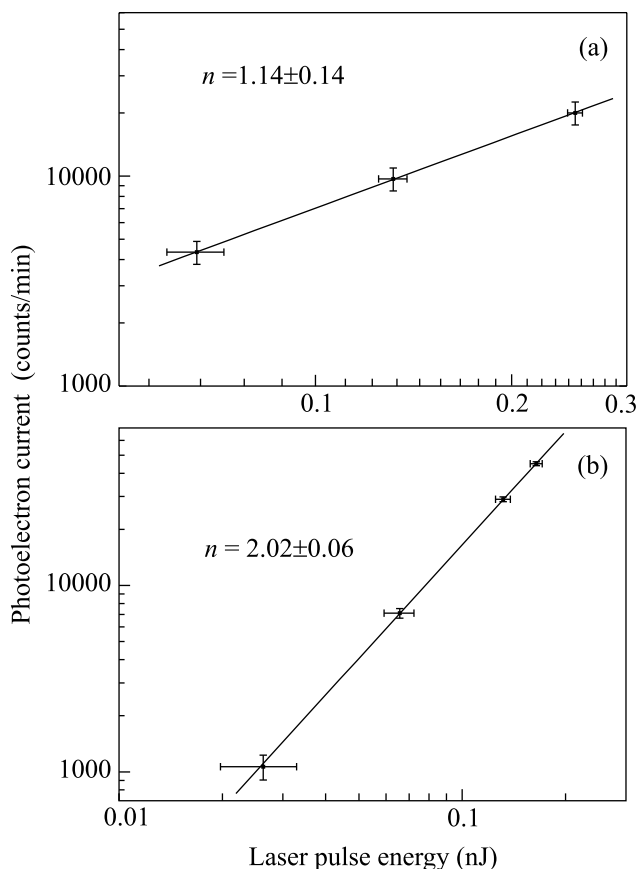 (a)
n =1.14±0.14
10000
1000
0.1
0.2
0.3
Photoelectron current (counts/min)
(b)
n = 2.02±0.06
10000
1000
0.01
0.1
Laser pulse energy (nJ)